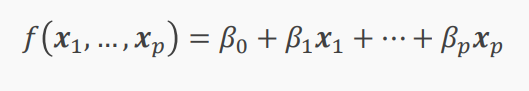 f(x₁, …, xₚ) = β₀ + β₁x₁ + ⋯ + βₚxₚ